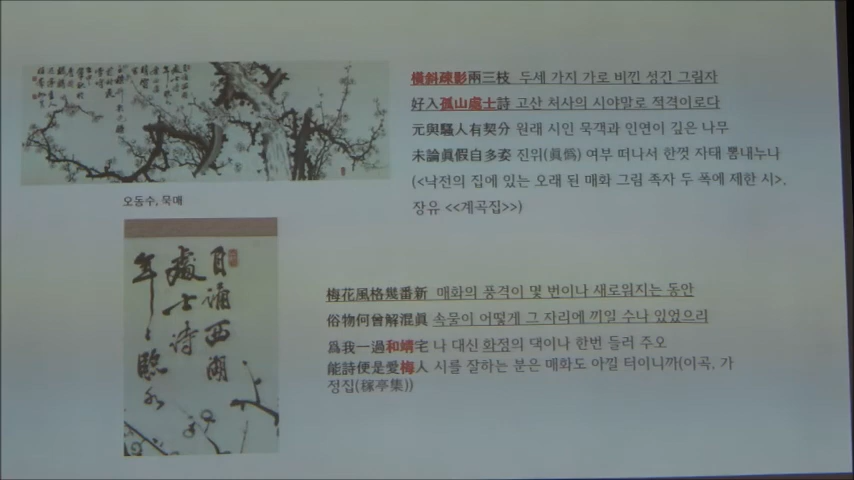 橫斜疎影兩三枝 두세 가지 가로 비낀 성긴 그림자
好入孤山處士詩 고산 처사의 시야말로 적격이로다
元與騷人有契分 원래 시인 묵객과 인연이 깊은 나무
未論眞假自多姿 진위(眞僞) 여부 떠나서 한껏 자태 뽐내누나
(<낙전의 집에 있는 오래 된 매화 그림 족자 두 폭에 제한 시>,
장유 <<계곡집>>)
오동수, 묵매
月誦西湖
處士詩
年〻臨水
梅花風格幾番新 매화의 풍격이 몇 번이나 새로워지는 동안
俗物何曾解混眞 속물이 어떻게 그 자리에 끼일 수나 있었으리
爲我一過和靖宅 나 대신 화정의 댁이나 한번 들러 주오
能詩便是愛梅人 시를 잘하는 분은 매화도 아낄 터이니까(이곡, 가
정집(稼亭集))